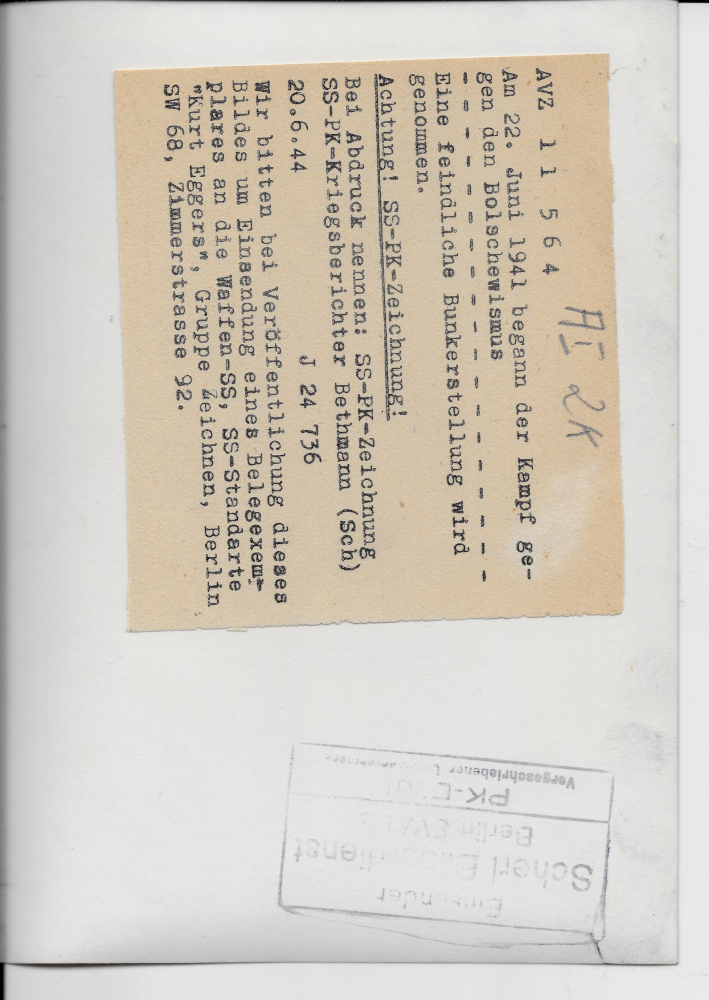 AVZ 1 1 5 6 4
AI 2K
Am 22. Juni 1941 begann der Kampf ge-
gen den Bolschewismus
- - - - - - - - - - - - - - - - -
Eine feindliche Bunkerstellung wird
genommen.
Achtung! SS-PK-Zeichnung!
Bei Abdruck nennen: SS-PK-Zeichnung
SS-PK-Kriegsberichter Bethmann (Sch)
20.6.44 J 24 736
Wir bitten bei Veröffentlichung dieses
Bildes um Einsendung eines Belegexem-
plares an die Waffen-SS, SS-Standarte
"Kurt Eggers", Gruppe Zeichnen, Berlin
SW 68, Zimmerstrasse 92.
Einsender
Scherl Bilderdienst
Berlin SW
PK-
Vorgeschriebener